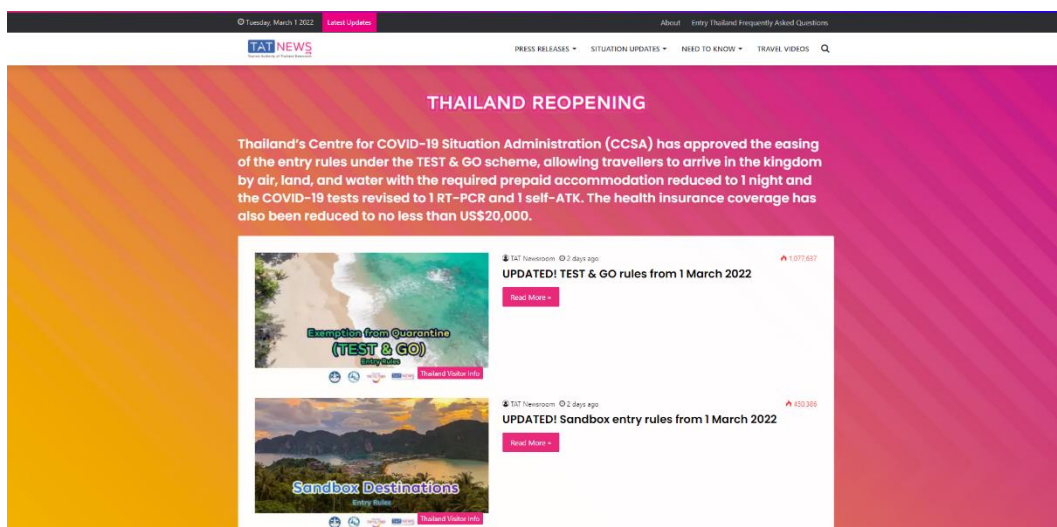 Tuesday, March 1 2022 Latest Updates About Entry Thailand Frequently Asked Questions
TAT NEWS
PRESS RELEASES SITUATION UPDATES NEED TO KNOW TRAVEL VIDEOS
THAILAND REOPENING
Thailand's Centre for COVID-19 Situation Administration (CCSA) has approved the easing
of the entry rules under the TEST & GO scheme, allowing travellers to arrive in the kingdom
by air, land, and water with the required prepaid accommodation reduced to 1 night and
the COVID-19 tests revised to 1 RT-PCR and 1 self-ATK. The health insurance coverage has
also been reduced to no less than US$20,000.
TAT Newsroom 2 days ago 1,077,637
UPDATED! TEST & GO rules from 1 March 2022
Read More »
Exemption from Quarantine
(TEST & GO)
Entry Rules
Thailand Visitor Info
TAT Newsroom 2 days ago
UPDATED! Sandbox entry rules from 1 March 2022
Read More »
Sandbox Destinations
Entry Rules
Thailand Visitor Info